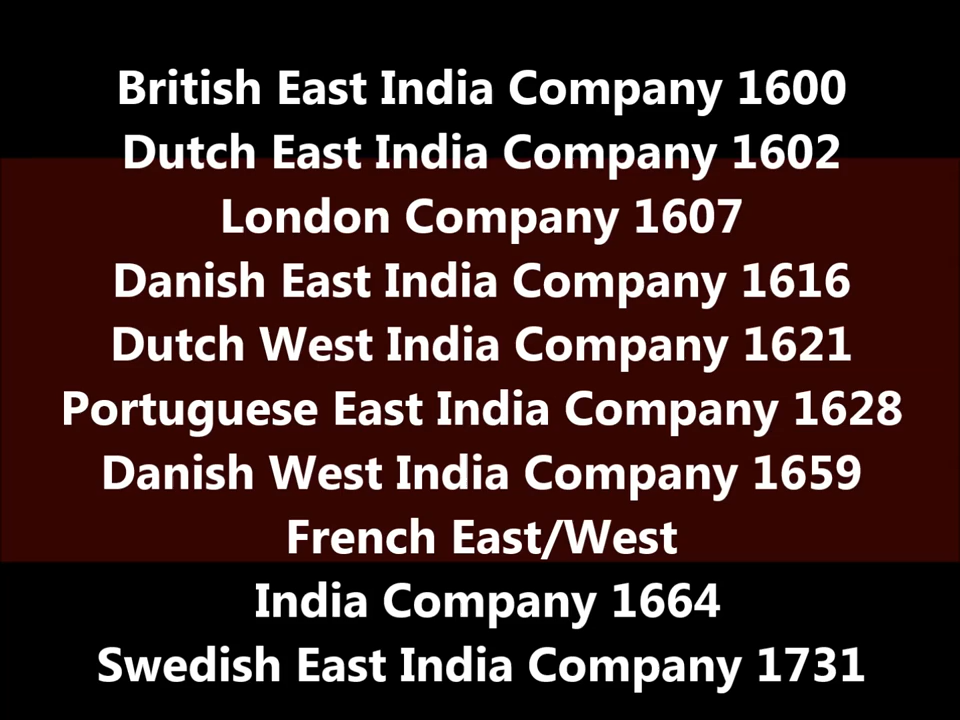 British East India Company 1600
Dutch East India Company 1602
London Company 1607
Danish East India Company 1616
Dutch West India Company 1621
Portuguese East India Company 1628
Danish West India Company 1659
French East/West
India Company 1664
Swedish East India Company 1731